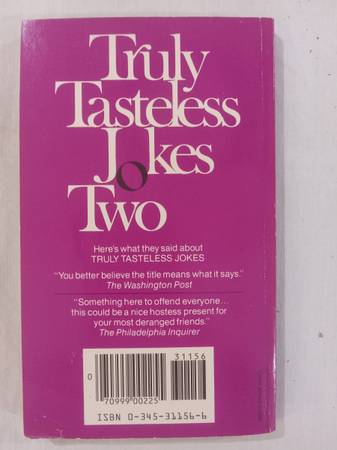 Truly
Tasteless
Jokes
Two
Here's what they said about
TRULY TASTELESS JOKES
"You better believe the title means what it says."
The Washington Post
"Something here to offend everyone...
this could be a nice hostess present for
your most deranged friends."
The Philadelphia Inquirer
31156
0
70999 00225
ISBN 0-345-31156-6